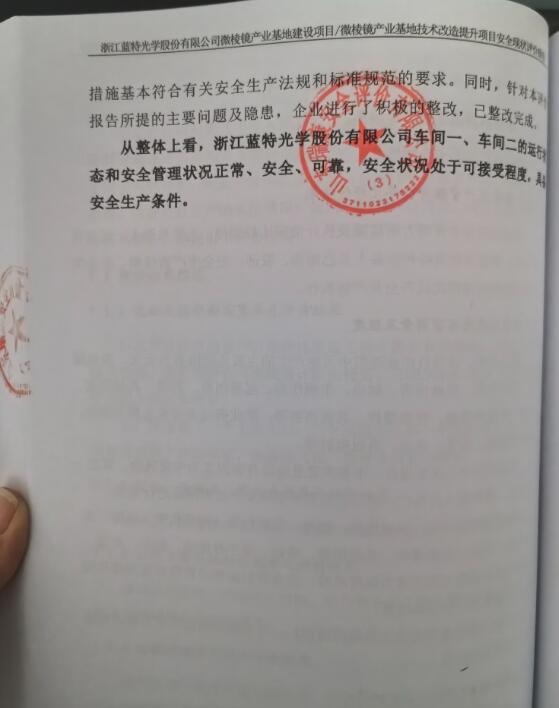 浙江蓝特光学股份有限公司微棱镜产业基地建设项目/微棱镜产业基地技术改造提升项目安全现状评价
措施基本符合有关安全生产法规和标准规范的要求。同时，针对本评
报告所提的主要问题及隐患，企业进行了积极的整改，已整改完成。
从整体上看，浙江蓝特光学股份有限公司车间一、车间二的运行
态和安全管理状况正常、安全、可靠，安全状况处于可接受程度，具
安全生产条件。
（3）
3711023178232